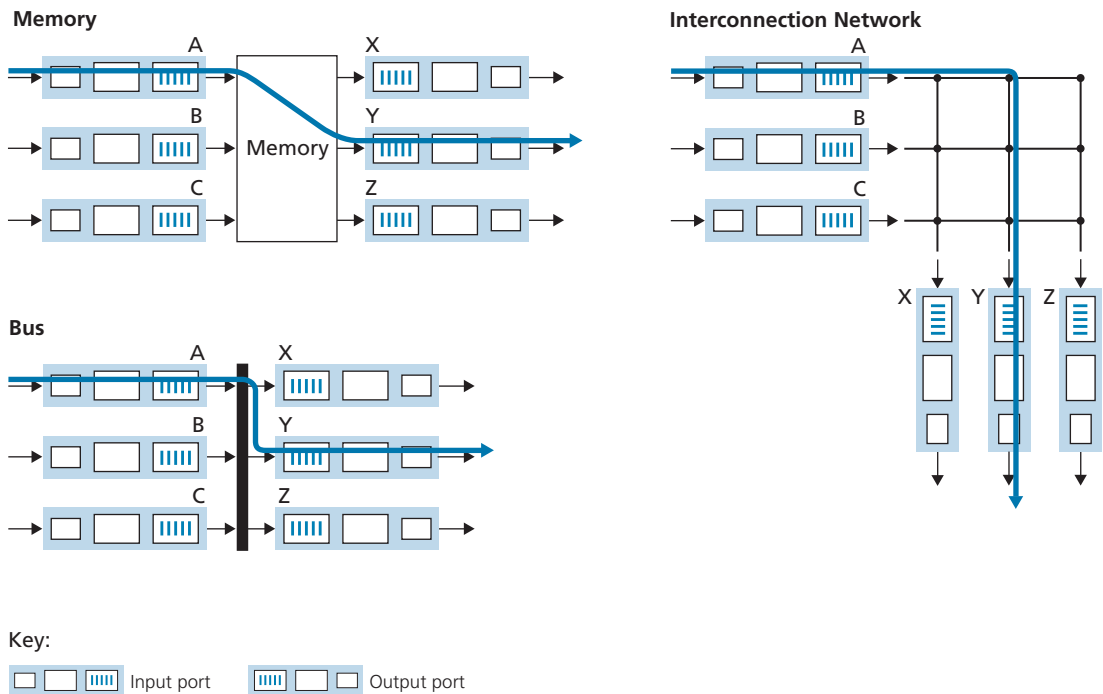 Memory
A
B
C
Memory
X
Y
Z
Interconnection Network
A
B
C
X
Y
Z
Bus
A
B
C
X
Y
Z
Key:
Input port
Output port